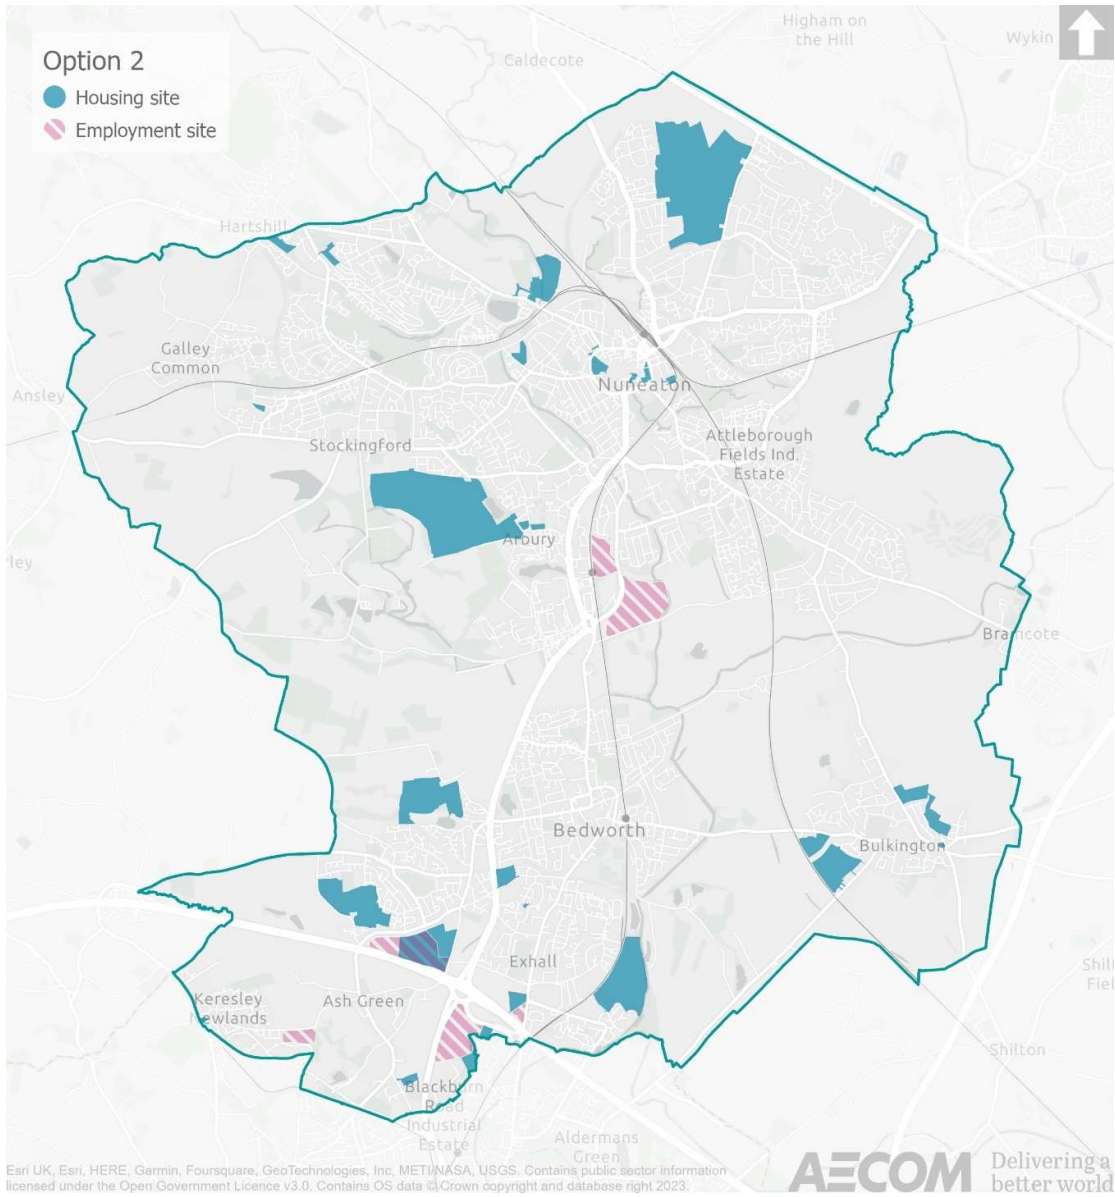 Option 2
Housing site
Employment site
Higham on
the Hill
Wykin
Caldecote
Hartshill
Galley
Common
Ansley
Nuneaton
Stockingford
Attleborough
Fields Ind.
Estate
rley
Arbury
Bramcote
Bedworth
Bulkington
Exhall
Keresley
Newlands
Ash Green
Shilt
Fiel
Shilton
Blackburn
Road
Industrial
Estate
Aldermans
Green
Esri UK, Esri, HERE, Garmin, Foursquare, GeoTechnologies, Inc, METI/NASA, USGS. Contains public sector information
licensed under the Open Government Licence v3.0. Contains OS data © Crown copyright and database right 2023.
AECOM
Delivering a
better world